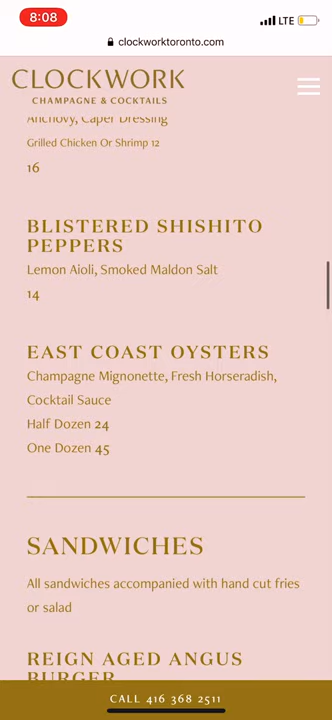 8:08
LTE
clockworktoronto.com
CLOCKWORK
CHAMPAGNE & COCKTAILS
Anchovy, Caper Dressing
Grilled Chicken Or Shrimp 12
16
BLISTERED SHISHITO
PEPPERS
Lemon Aioli, Smoked Maldon Salt
14
EAST COAST OYSTERS
Champagne Mignonette, Fresh Horseradish,
Cocktail Sauce
Half Dozen 24
One Dozen 45
SANDWICHES
All sandwiches accompanied with hand cut fries
or salad
REIGN AGED ANGUS
BURGER
CALL 416 368 2511